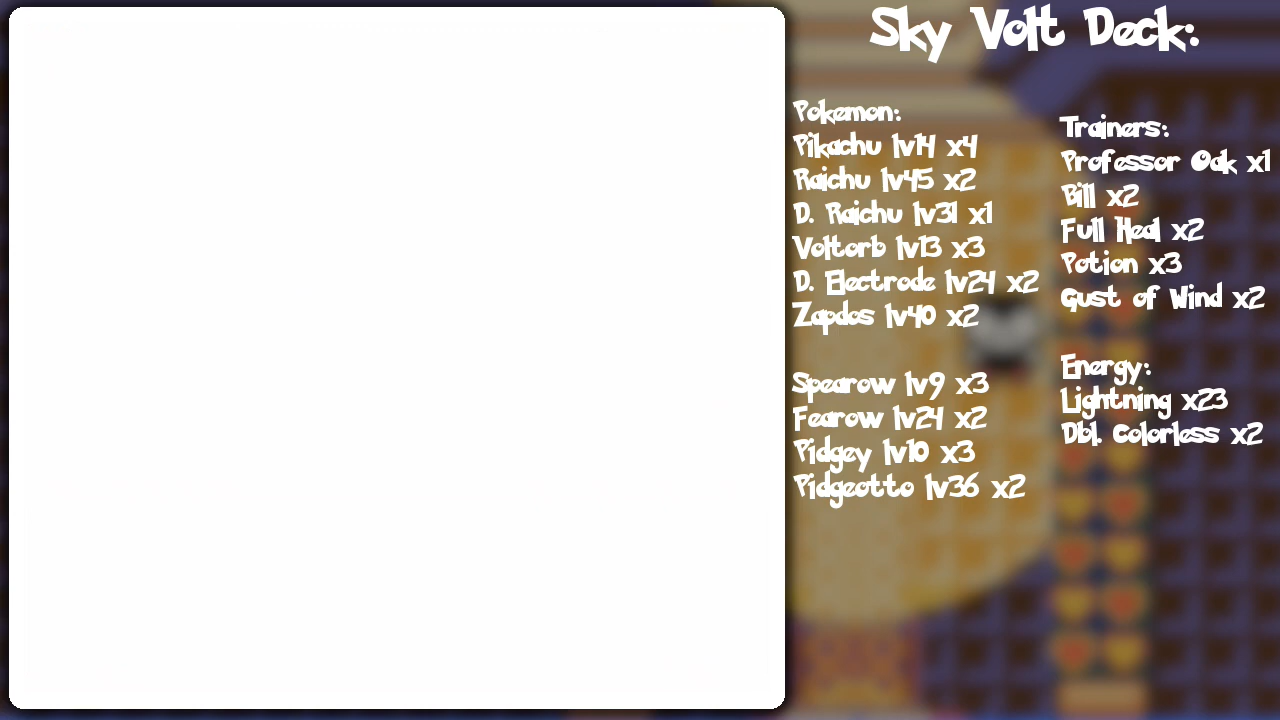 Sky Volt Deck:
Pokemon:
Pikachu lv14 x4
Raichu lv45 x2
D. Raichu lv31 x1
Voltorb lv13 x3
D. Electrode lv24 x2
Zapdos lv40 x2
Spearow lv9 x3
Fearow lv24 x2
Pidgey lv10 x3
Pidgeotto lv36 x2
Trainers:
Professor Oak x1
Bill x2
Full Heal x2
Potion x3
Gust of Wind x2
Energy:
Lightning x23
Dbl. Colorless x2